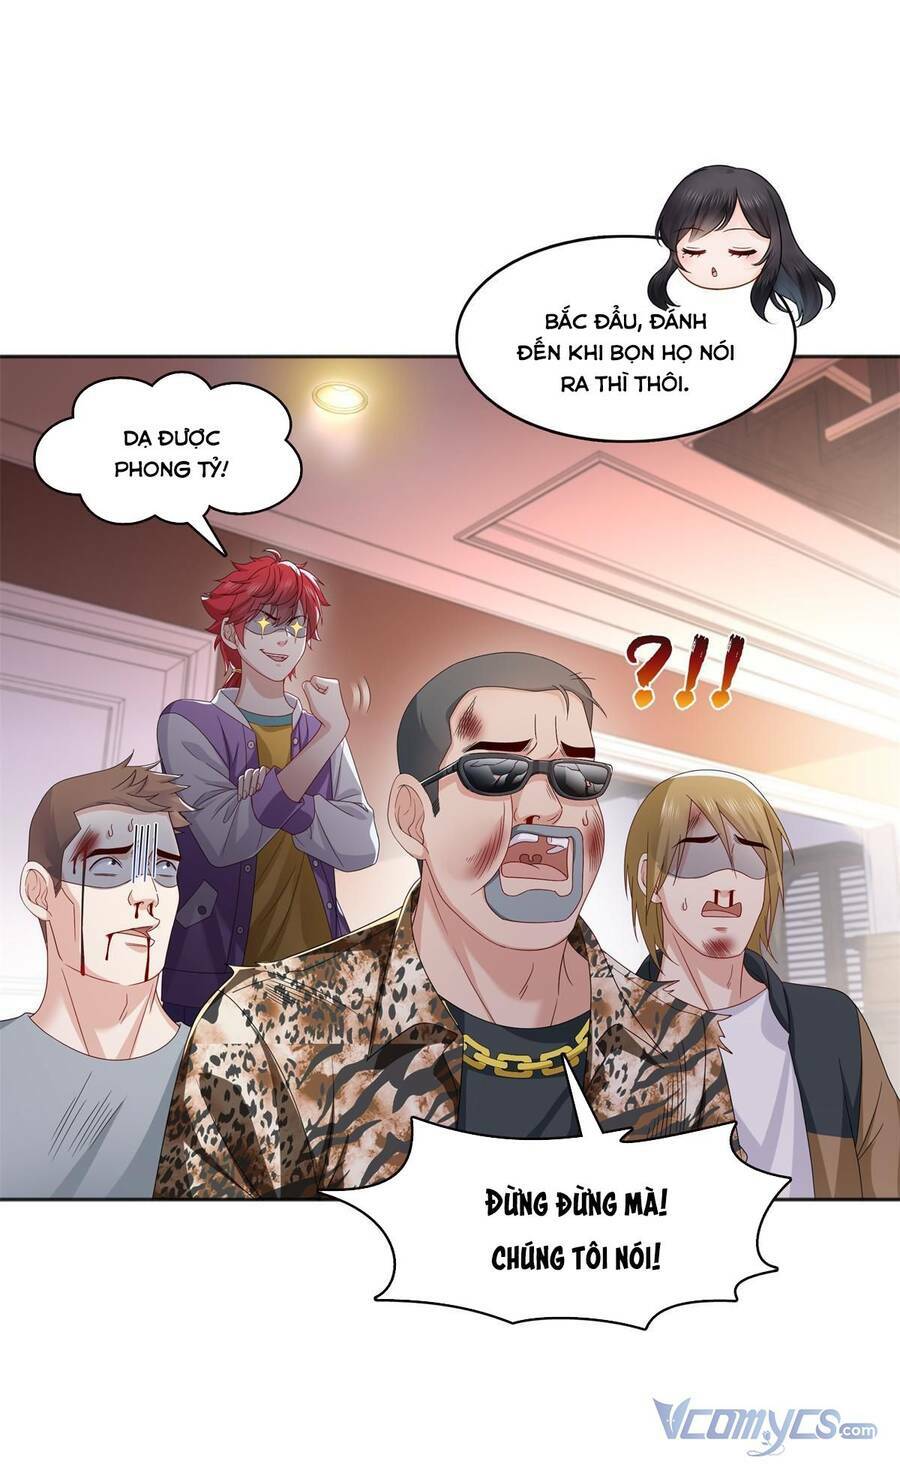 BẮC ĐẨU, ĐÁNH
ĐẾN KHI BỌN HỌ NÓI
RA THÌ THÔI.
DẠ ĐƯỢC
PHONG TỶ!
?!!
ĐỪNG ĐỪNG MÀ!
CHÚNG TÔI NÓI!
VCOMYCS.com